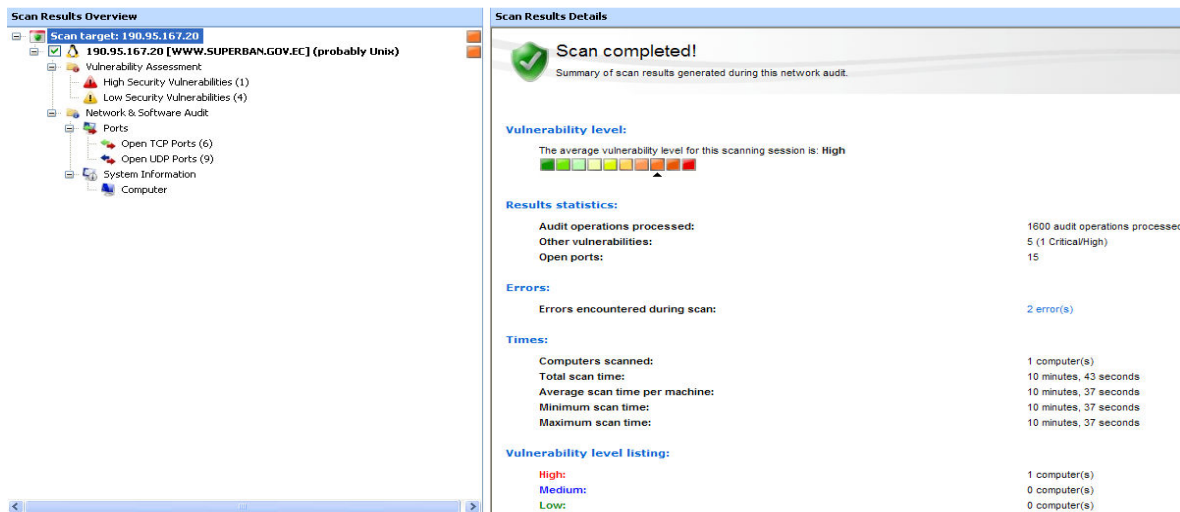 Scan Results Overview
Scan target: 190.95.167.20
190.95.167.20 [WWW.SUPERBAN.GOV.EC] (probably Unix)
Vulnerability Assessment
High Security Vulnerabilities (1)
Low Security Vulnerabilities (4)
Network & Software Audit
Ports
Open TCP Ports (6)
Open UDP Ports (9)
System Information
Computer
Scan Results Details
Scan completed!
Summary of scan results generated during this network audit.
Vulnerability level:
The average vulnerability level for this scanning session is: High
Results statistics:
Audit operations processed: 1600 audit operations processed
Other vulnerabilities: 5 (1 Critical/High)
Open ports: 15
Errors:
Errors encountered during scan: 2 error(s)
Times:
Computers scanned: 1 computer(s)
Total scan time: 10 minutes, 43 seconds
Average scan time per machine: 10 minutes, 37 seconds
Minimum scan time: 10 minutes, 37 seconds
Maximum scan time: 10 minutes, 37 seconds
Vulnerability level listing:
High: 1 computer(s)
Medium: 0 computer(s)
Low: 0 computer(s)